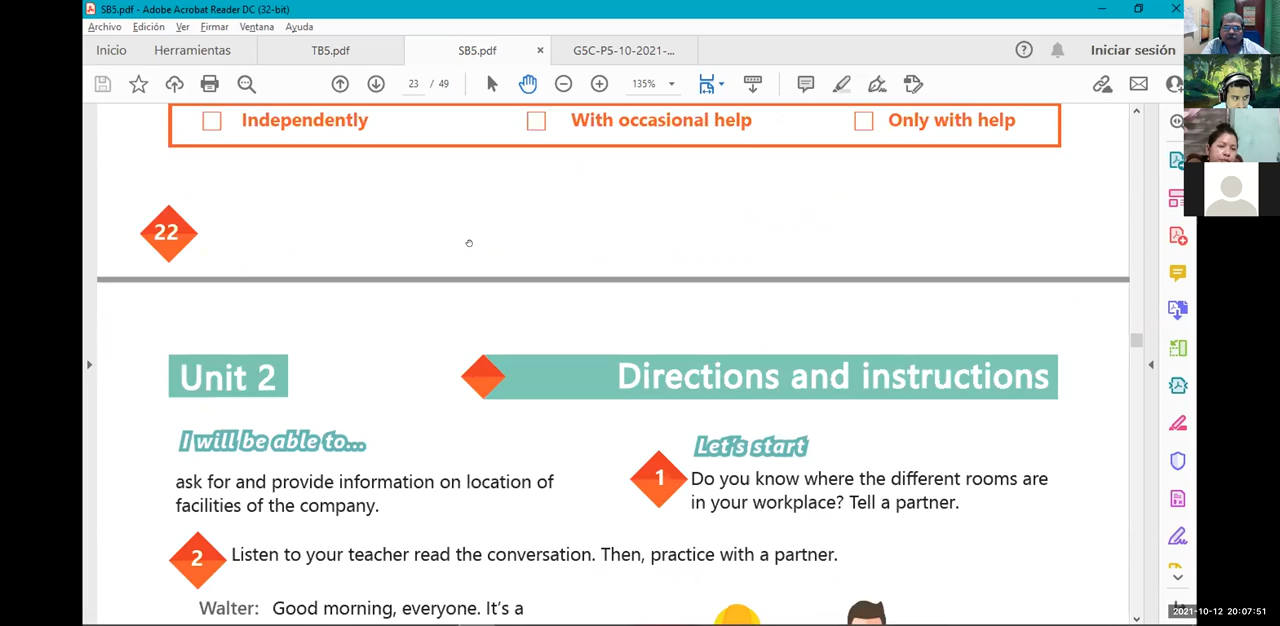 SB5.pdf - Adobe Acrobat Reader DC (32-bit)
Archivo Edición Ver Firmar Ventana Ayuda
Inicio Herramientas TB5.pdf SB5.pdf × G5C-P5-10-2021-... Iniciar sesión
23 / 49 135%
Independently With occasional help Only with help
22
Unit 2 Directions and instructions
I will be able to...
ask for and provide information on location of
facilities of the company.
Let's start
1 Do you know where the different rooms are
in your workplace? Tell a partner.
2 Listen to your teacher read the conversation. Then, practice with a partner.
Walter: Good morning, everyone. It's a
2021-10-12 20:07:51